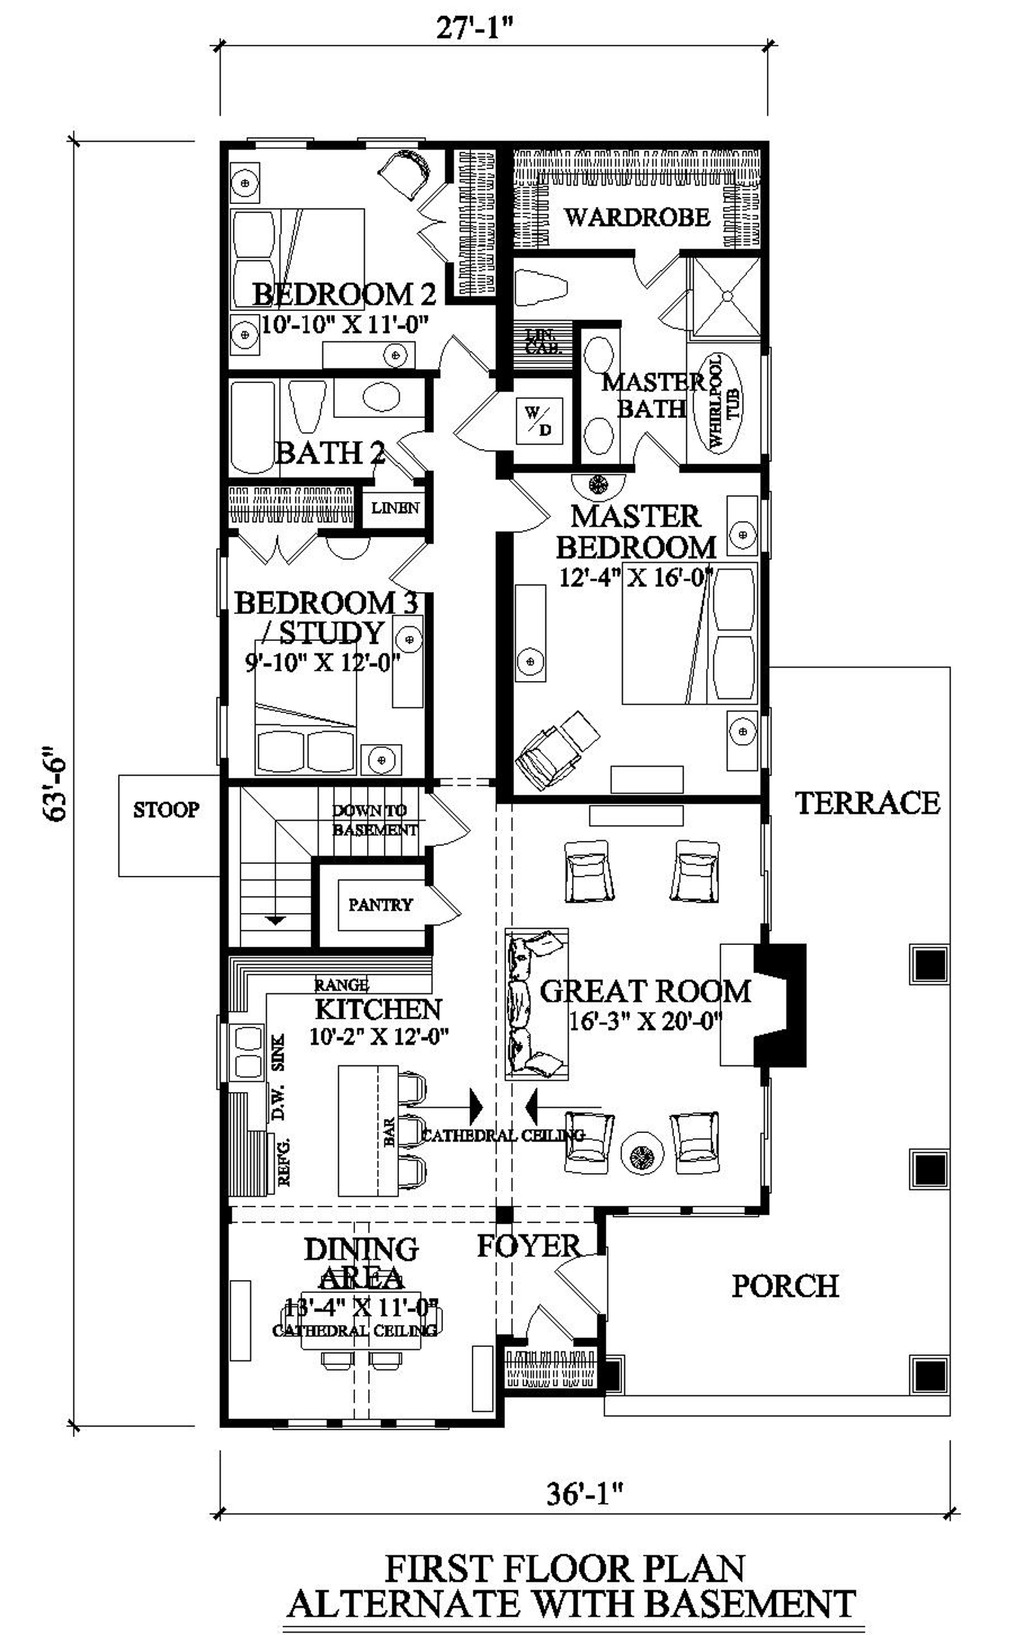 27'-1"
WARDROBE
BEDROOM 2
10'-10" X 11'-0"
LIN.
CAB.
MASTER
BATH
WHIRLPOOL
TUB
W/D
BATH 2
LINEN
MASTER
BEDROOM
12'-4" X 16'-0"
BEDROOM 3
/ STUDY
9'-10" X 12'-0"
63'-6"
STOOP
DOWN TO
BASEMENT
TERRACE
PANTRY
RANGE
KITCHEN
10'-2" X 12'-0"
SINK
D.W.
REF'G.
BAR
GREAT ROOM
16'-3" X 20'-0"
CATHEDRAL CEILING
DINING
AREA
13'-4" X 11'-0"
CATHEDRAL CEILING
FOYER
PORCH
36'-1"
FIRST FLOOR PLAN
ALTERNATE WITH BASEMENT